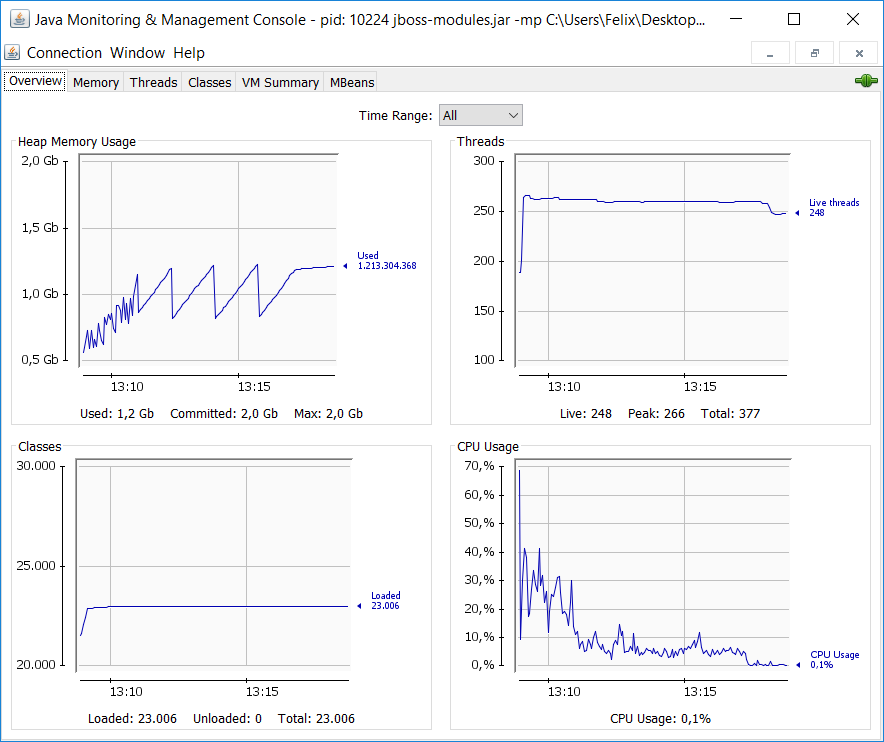 Java Monitoring & Management Console - pid: 10224 jboss-modules.jar -mp C:\Users\Felix\Desktop...
Connection Window Help
Overview Memory Threads Classes VM Summary MBeans
Time Range: All
Heap Memory Usage
2,0 Gb
1,5 Gb
1,0 Gb
0,5 Gb
Used
1.213.304.368
13:10 13:15
Used: 1,2 Gb Committed: 2,0 Gb Max: 2,0 Gb
Threads
300
250
200
150
100
Live threads
248
13:10 13:15
Live: 248 Peak: 266 Total: 377
Classes
30.000
25.000
20.000
Loaded
23.006
13:10 13:15
Loaded: 23.006 Unloaded: 0 Total: 23.006
CPU Usage
70,%
60,%
50,%
40,%
30,%
20,%
10,%
0,%
CPU Usage
0,1%
13:10 13:15
CPU Usage: 0,1%